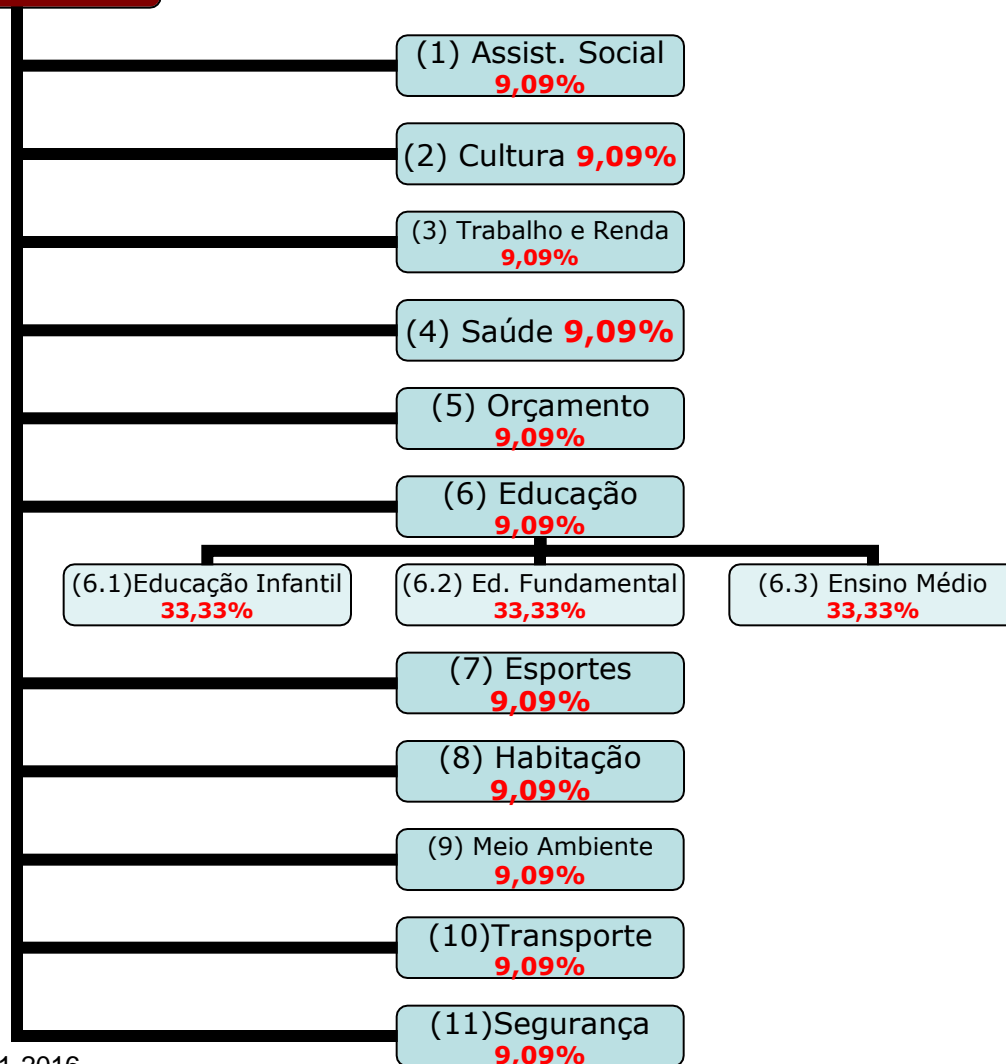 (1) Assist. Social
9,09%
(2) Cultura 9,09%
(3) Trabalho e Renda
9,09%
(4) Saúde 9,09%
(5) Orçamento
9,09%
(6) Educação
9,09%
(6.1)Educação Infantil
33,33%
(6.2) Ed. Fundamental
33,33%
(6.3) Ensino Médio
33,33%
(7) Esportes
9,09%
(8) Habitação
9,09%
(9) Meio Ambiente
9,09%
(10)Transporte
9,09%
(11)Segurança
9,09%
1-2016